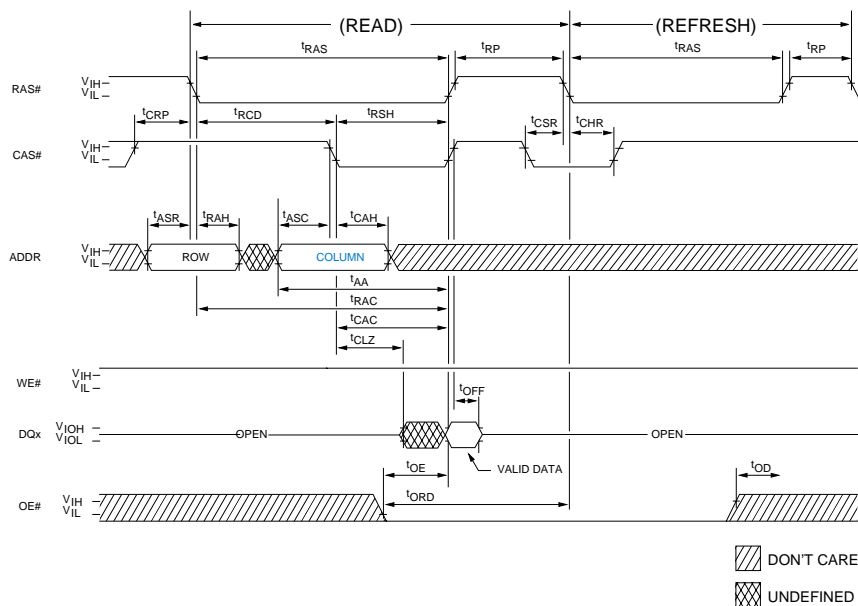 (READ) (REFRESH)
tRAS tRP tRAS tRP
RAS# VIH VIL
tCRP tRCD tRSH tCSR tCHR
CAS# VIH VIL
tASR tRAH tASC tCAH
ADDR VIH VIL ROW COLUMN
tAA
tRAC
tCAC
tCLZ
WE# VIH VIL
tOFF
DQx VIOH VIOL OPEN OPEN
VALID DATA
tOE tOD
tORD
OE# VIH VIL
DON'T CARE
UNDEFINED